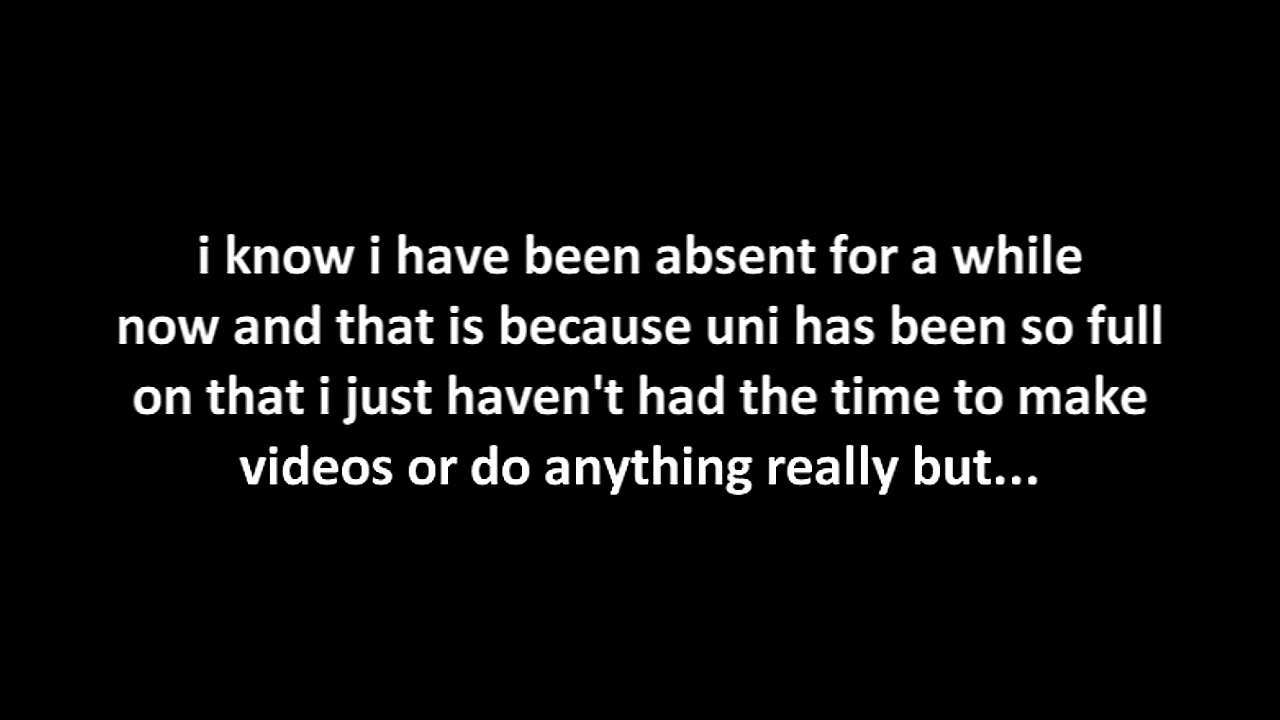 i know i have been absent for a while
now and that is because uni has been so full
on that i just haven't had the time to make
videos or do anything really but...